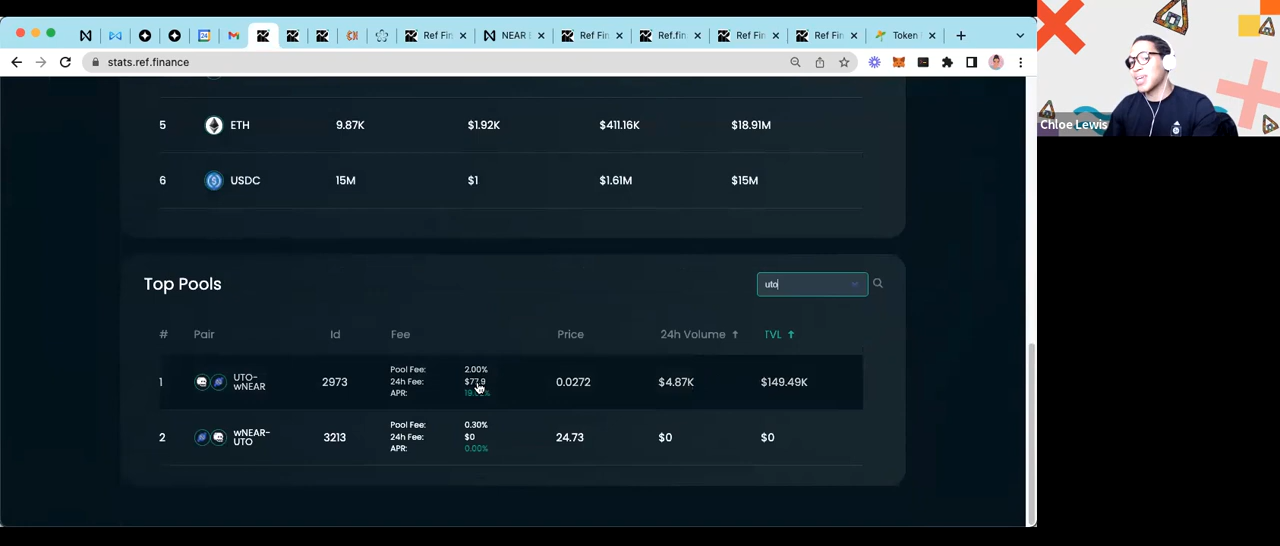 Ref Fin
NEAR
Ref Fin
Ref.fin
Ref Fin
Ref Fin
Token
stats.ref.finance
Chloe Lewis
5 ETH 9.87K $1.92K $411.16K $18.91M
6 USDC 15M $1 $1.61M $15M
Top Pools
uto
# Pair Id Fee Price 24h Volume ↑ TVL ↑
1 UTO-wNEAR 2973
Pool Fee: 2.00%
24h Fee: $77.9
APR:
0.0272 $4.87K $149.49K
2 wNEAR-UTO 3213
Pool Fee: 0.30%
24h Fee: $0
APR: 0.00%
24.73 $0 $0